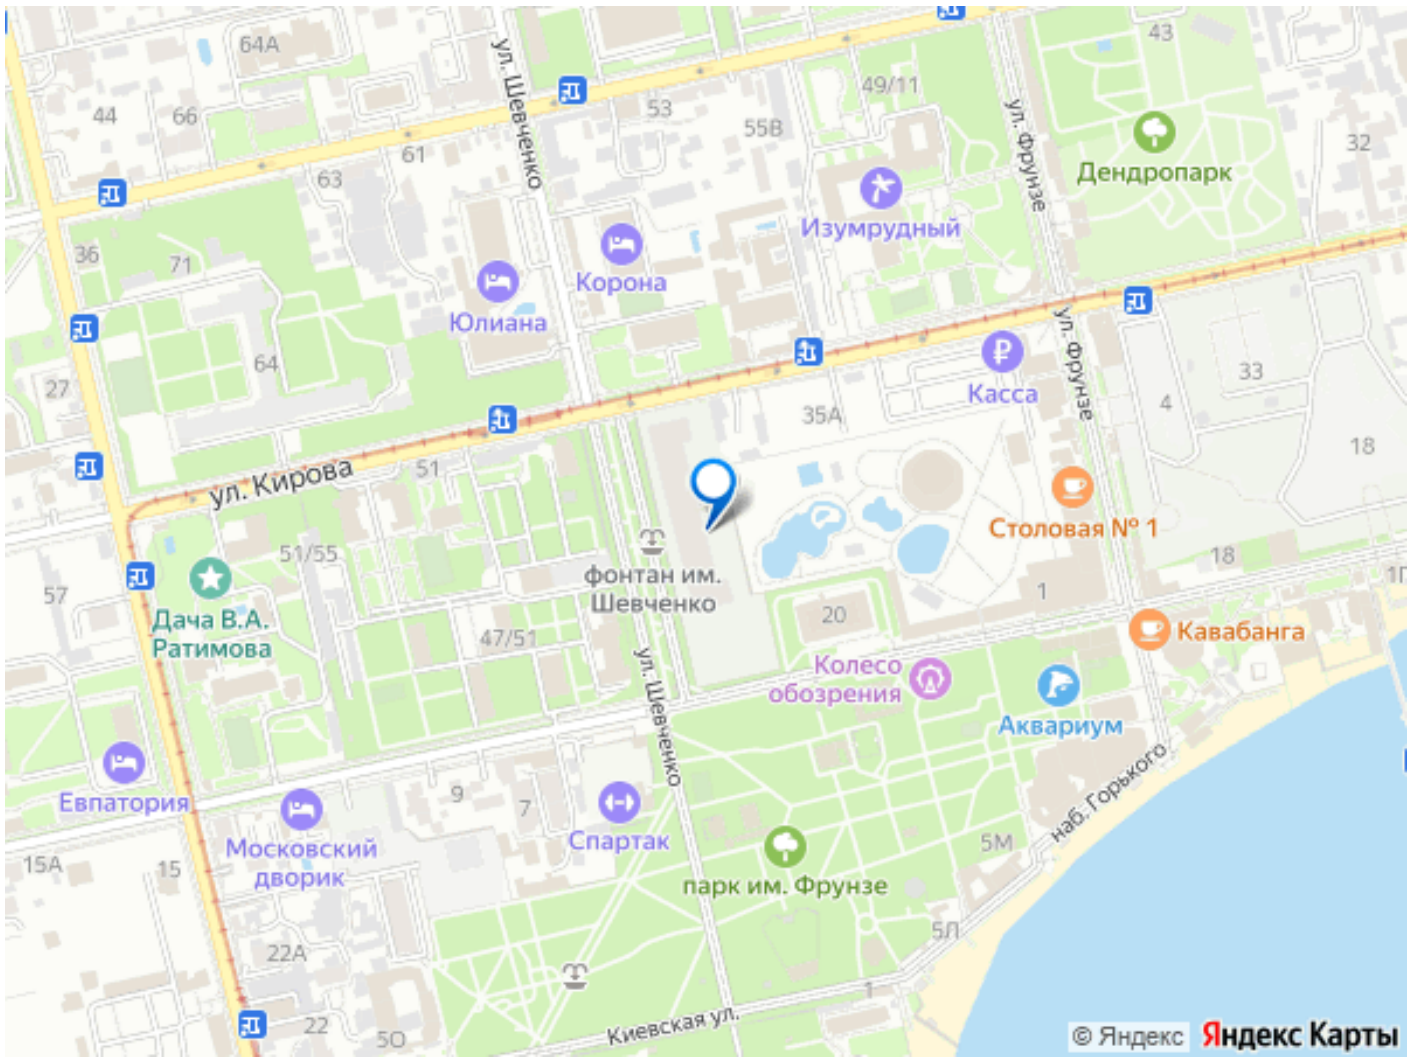 64А
ул. Шевченко
43
49/11
44
66
53
55В
ул. Фрунзе
32
61
63
Дендропарк
Изумрудный
36
71
Корона
Юлиана
ул. Фрунзе
64
27
Касса
33
35А
4
18
51
ул. Кирова
Столовая № 1
51/55
18
57
фонтан им.
Шевченко
1
20
Дача В.А.
Ратимова
47/51
Кавабанга
ул. Шевченко
Колесо
обозрения
Аквариум
Евпатория
9
7
Спартак
наб. Горького
Московский
дворик
15А
15
5М
парк им. Фрунзе
22А
5Л
1
22
50
Киевская ул.
© Яндекс Яндекс Карты